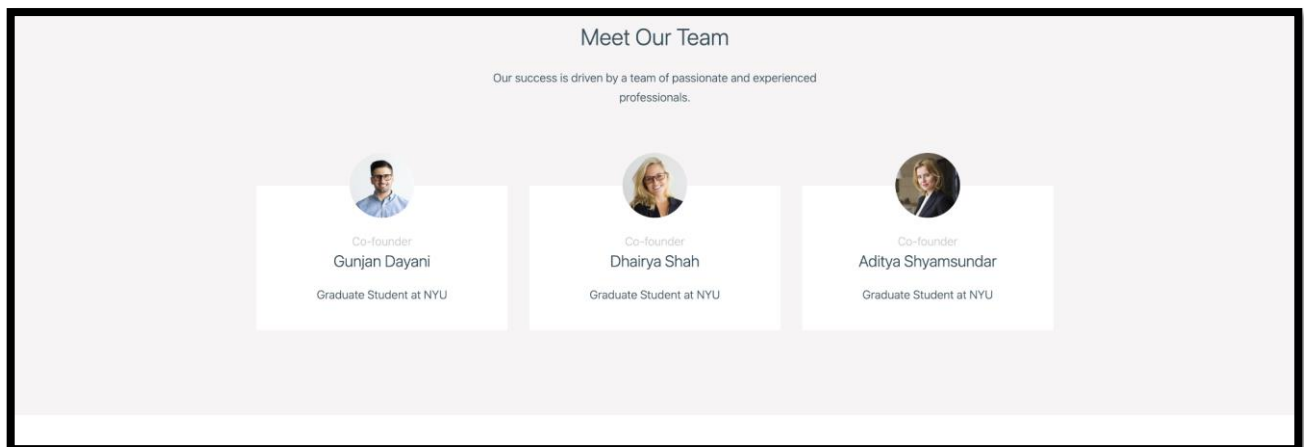 Meet Our Team
Our success is driven by a team of passionate and experienced
professionals.
Co-founder
Gunjan Dayani
Graduate Student at NYU
Co-founder
Dhairya Shah
Graduate Student at NYU
Co-founder
Aditya Shyamsundar
Graduate Student at NYU